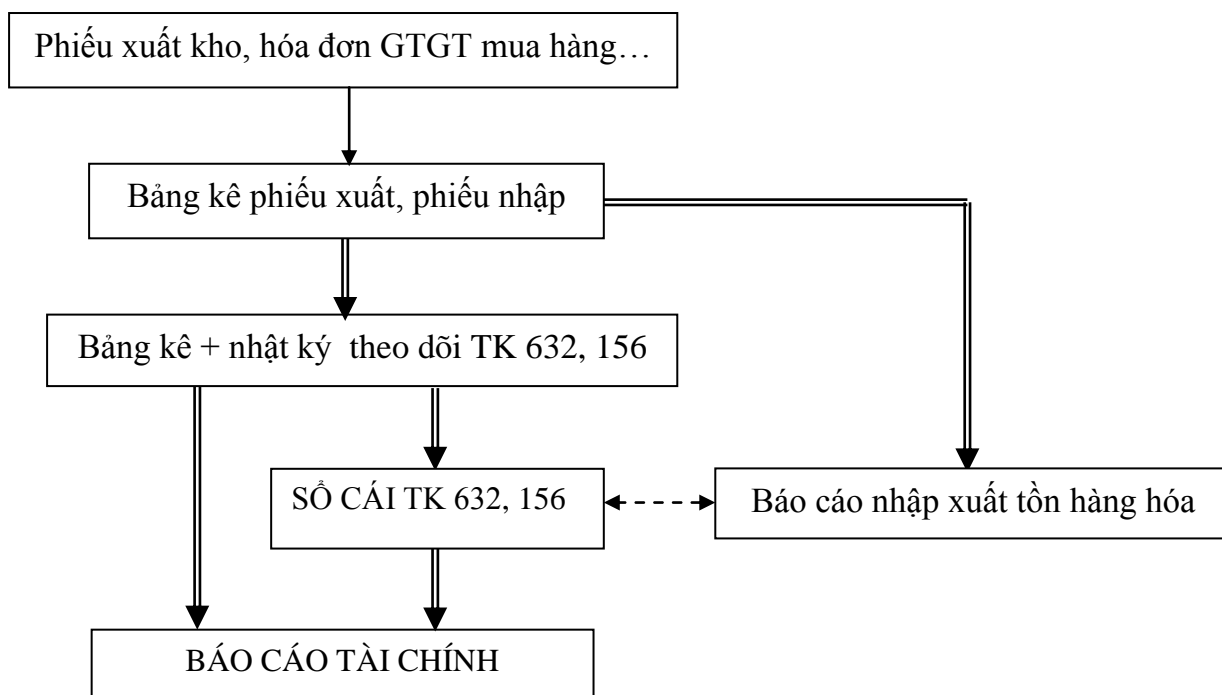 Phiếu xuất kho, hóa đơn GTGT mua hàng…
Bảng kê phiếu xuất, phiếu nhập
Bảng kê + nhật ký theo dõi TK 632, 156
SỔ CÁI TK 632, 156
Báo cáo nhập xuất tồn hàng hóa
BÁO CÁO TÀI CHÍNH